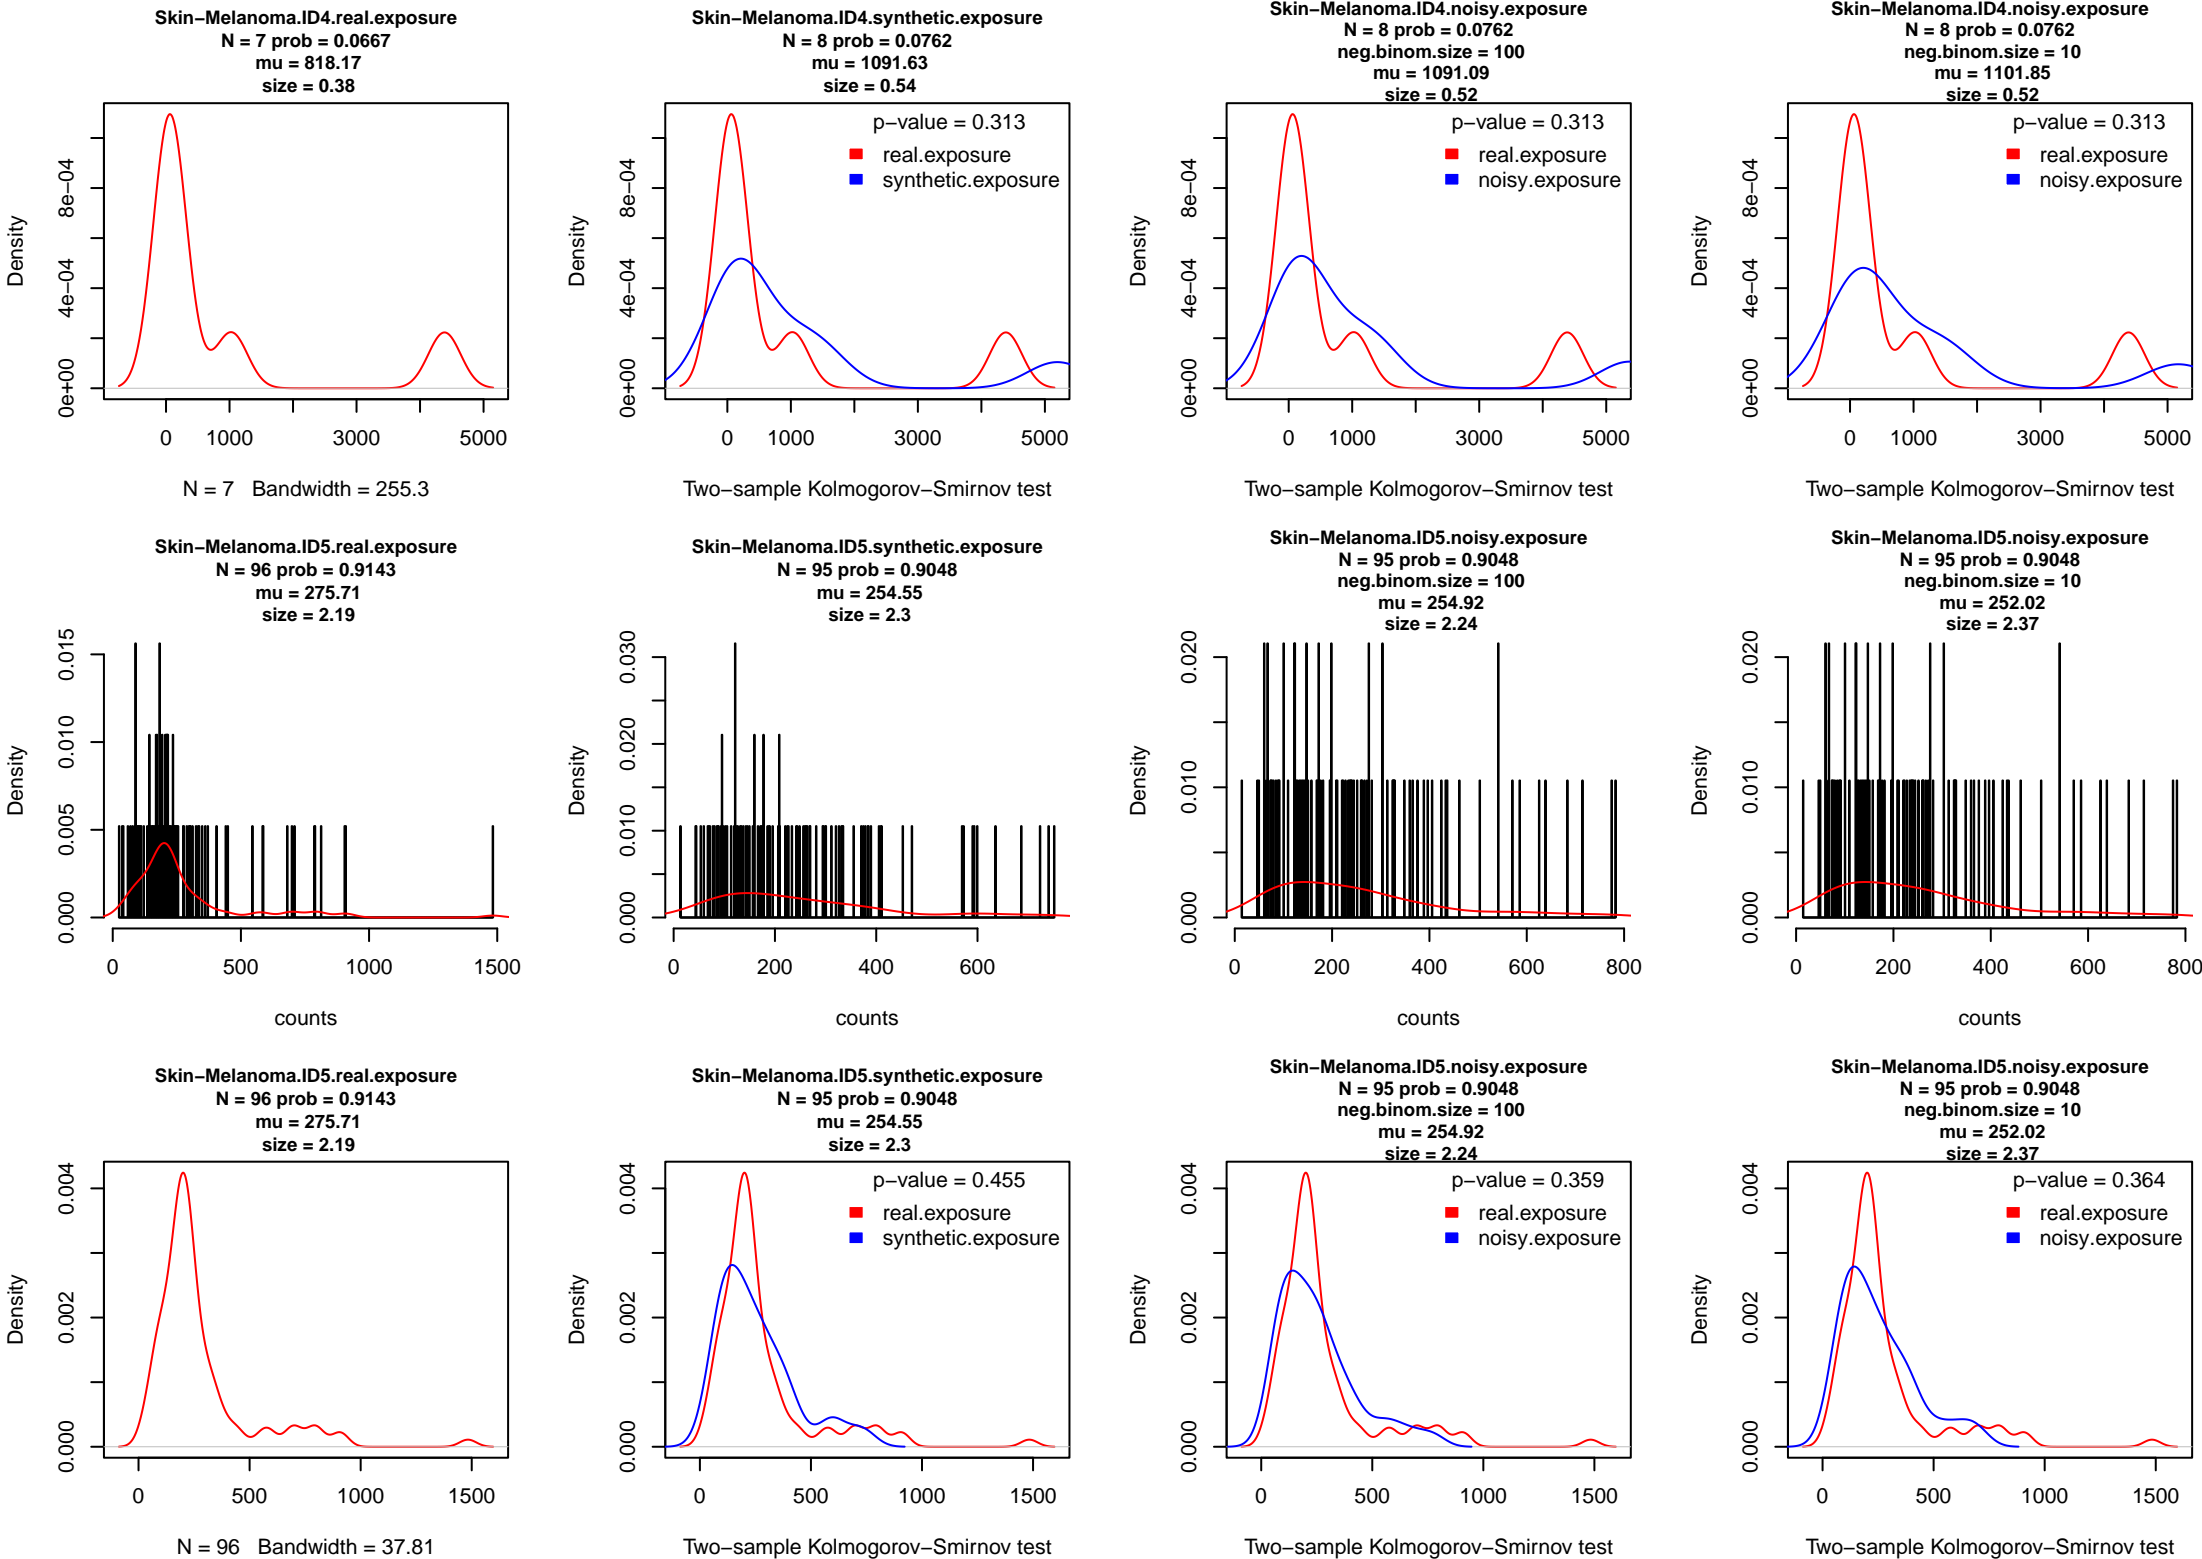 Skin−Melanoma.ID4.real.exposure
N = 7 prob = 0.0667
mu = 818.17
size = 0.38
Density
0e+00 4e−04 8e−04
0 1000 3000 5000
N = 7 Bandwidth = 255.3
Skin−Melanoma.ID4.synthetic.exposure
N = 8 prob = 0.0762
mu = 1091.63
size = 0.54
p−value = 0.313
real.exposure
synthetic.exposure
Density
0e+00 4e−04 8e−04
0 1000 3000 5000
Two−sample Kolmogorov−Smirnov test
Skin−Melanoma.ID4.noisy.exposure
N = 8 prob = 0.0762
neg.binom.size = 100
mu = 1091.09
size = 0.52
p−value = 0.313
real.exposure
noisy.exposure
Density
0e+00 4e−04 8e−04
0 1000 3000 5000
Two−sample Kolmogorov−Smirnov test
Skin−Melanoma.ID4.noisy.exposure
N = 8 prob = 0.0762
neg.binom.size = 10
mu = 1101.85
size = 0.52
p−value = 0.313
real.exposure
noisy.exposure
Density
0e+00 4e−04 8e−04
0 1000 3000 5000
Two−sample Kolmogorov−Smirnov test
Skin−Melanoma.ID5.real.exposure
N = 96 prob = 0.9143
mu = 275.71
size = 2.19
Density
0.000 0.005 0.010 0.015
0 500 1000 1500
counts
Skin−Melanoma.ID5.synthetic.exposure
N = 95 prob = 0.9048
mu = 254.55
size = 2.3
Density
0.000 0.010 0.020 0.030
0 200 400 600
counts
Skin−Melanoma.ID5.noisy.exposure
N = 95 prob = 0.9048
neg.binom.size = 100
mu = 254.92
size = 2.24
Density
0.000 0.010 0.020
0 200 400 600 800
counts
Skin−Melanoma.ID5.noisy.exposure
N = 95 prob = 0.9048
neg.binom.size = 10
mu = 252.02
size = 2.37
Density
0.000 0.010 0.020
0 200 400 600 800
counts
Skin−Melanoma.ID5.real.exposure
N = 96 prob = 0.9143
mu = 275.71
size = 2.19
Density
0.000 0.002 0.004
0 500 1000 1500
N = 96 Bandwidth = 37.81
Skin−Melanoma.ID5.synthetic.exposure
N = 95 prob = 0.9048
mu = 254.55
size = 2.3
p−value = 0.455
real.exposure
synthetic.exposure
Density
0.000 0.002 0.004
0 500 1000 1500
Two−sample Kolmogorov−Smirnov test
Skin−Melanoma.ID5.noisy.exposure
N = 95 prob = 0.9048
neg.binom.size = 100
mu = 254.92
size = 2.24
p−value = 0.359
real.exposure
noisy.exposure
Density
0.000 0.002 0.004
0 500 1000 1500
Two−sample Kolmogorov−Smirnov test
Skin−Melanoma.ID5.noisy.exposure
N = 95 prob = 0.9048
neg.binom.size = 10
mu = 252.02
size = 2.37
p−value = 0.364
real.exposure
noisy.exposure
Density
0.000 0.002 0.004
0 500 1000 1500
Two−sample Kolmogorov−Smirnov test